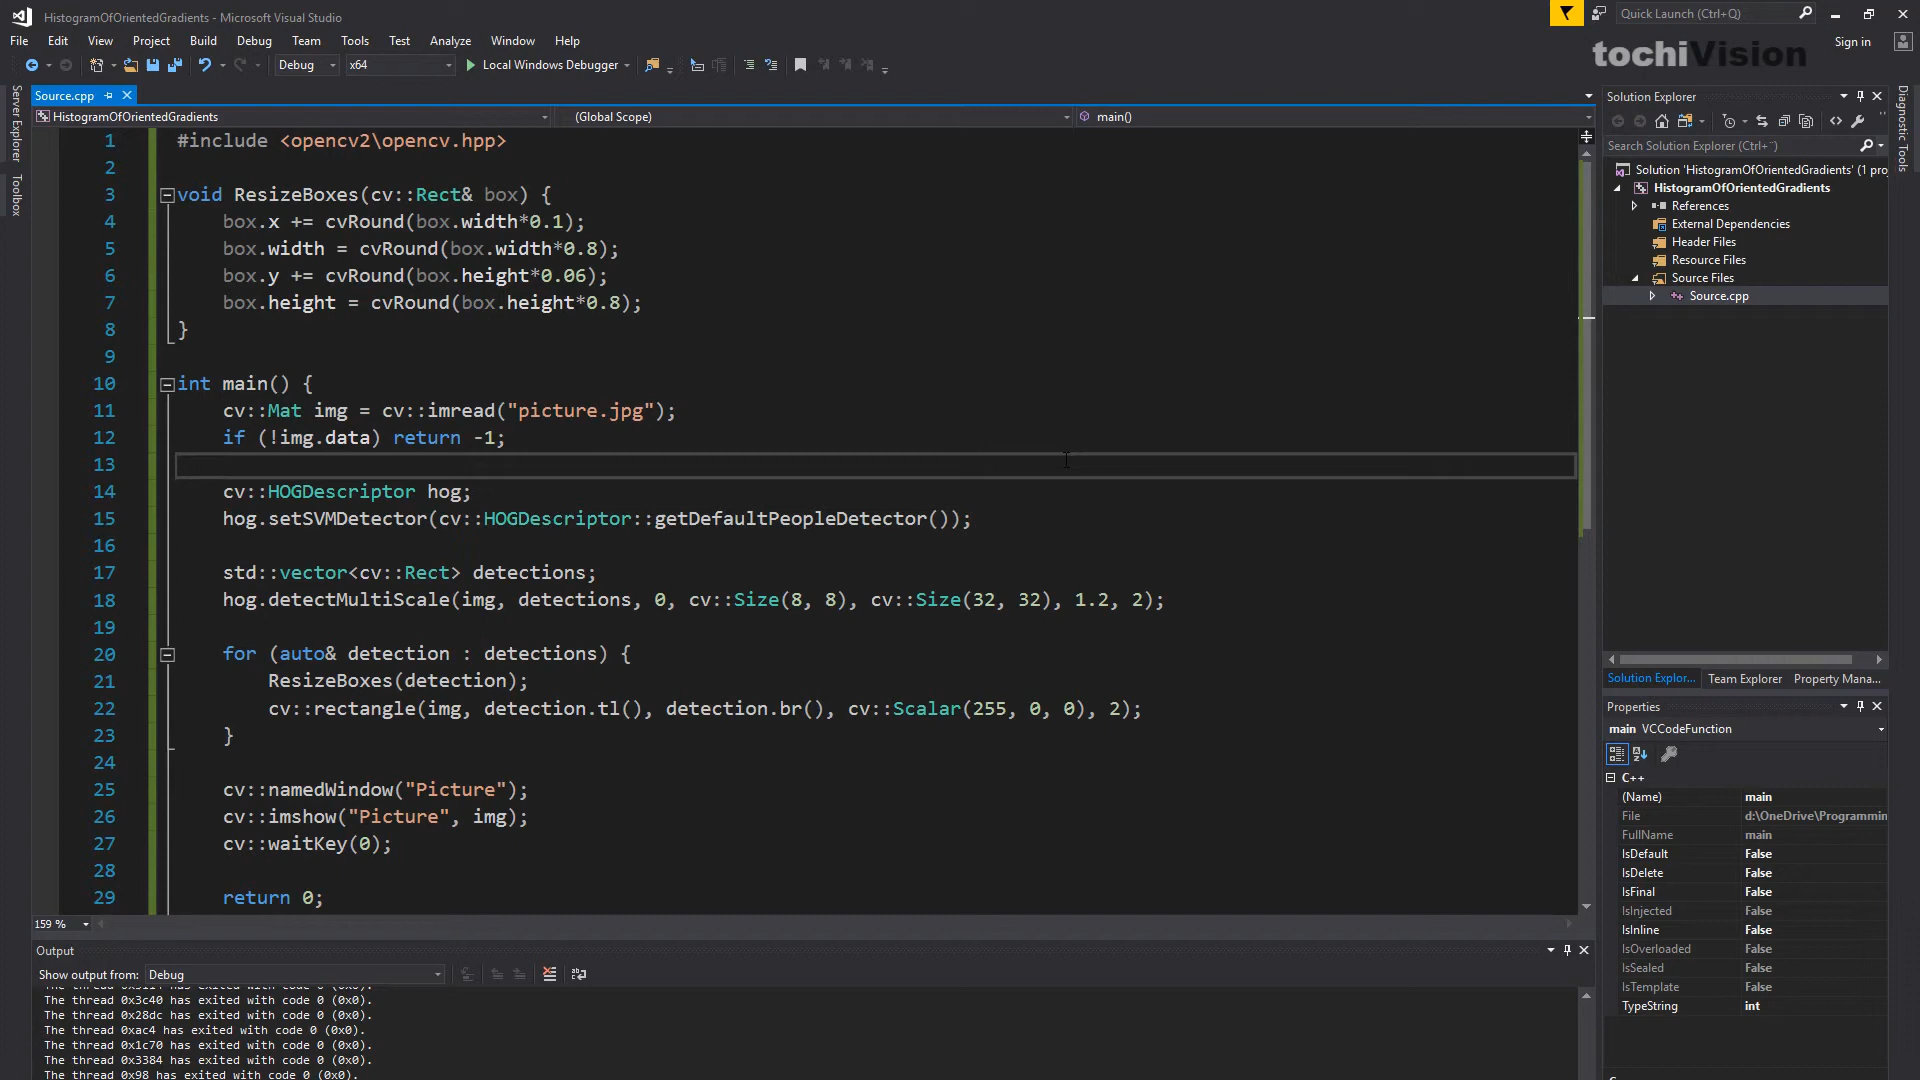 HistogramOfOrientedGradients - Microsoft Visual Studio
Quick Launch (Ctrl+Q)
File Edit View Project Build Debug Team Tools Test Analyze Window Help
Sign in
tochiVision
Debug x64 Local Windows Debugger
Server Explorer
Toolbox
Source.cpp
HistogramOfOrientedGradients (Global Scope) main()
1 #include <opencv2\opencv.hpp>
2
3 void ResizeBoxes(cv::Rect& box) {
4 box.x += cvRound(box.width*0.1);
5 box.width = cvRound(box.width*0.8);
6 box.y += cvRound(box.height*0.06);
7 box.height = cvRound(box.height*0.8);
8 }
9
10 int main() {
11 cv::Mat img = cv::imread("picture.jpg");
12 if (!img.data) return -1;
13
14 cv::HOGDescriptor hog;
15 hog.setSVMDetector(cv::HOGDescriptor::getDefaultPeopleDetector());
16
17 std::vector<cv::Rect> detections;
18 hog.detectMultiScale(img, detections, 0, cv::Size(8, 8), cv::Size(32, 32), 1.2, 2);
19
20 for (auto& detection : detections) {
21 ResizeBoxes(detection);
22 cv::rectangle(img, detection.tl(), detection.br(), cv::Scalar(255, 0, 0), 2);
23 }
24
25 cv::namedWindow("Picture");
26 cv::imshow("Picture", img);
27 cv::waitKey(0);
28
29 return 0;
159 %
Output
Show output from: Debug
The thread 0x3c40 has exited with code 0 (0x0).
The thread 0x28dc has exited with code 0 (0x0).
The thread 0xac4 has exited with code 0 (0x0).
The thread 0x1c70 has exited with code 0 (0x0).
The thread 0x3384 has exited with code 0 (0x0).
The thread 0x98 has exited with code 0 (0x0).
Solution Explorer
Search Solution Explorer (Ctrl+¨)
Solution 'HistogramOfOrientedGradients' (1 proj
HistogramOfOrientedGradients
References
External Dependencies
Header Files
Resource Files
Source Files
Source.cpp
Solution Explor... Team Explorer Property Mana...
Properties
main VCCodeFunction
C++
(Name) main
File d:\OneDrive\Programmin
FullName main
IsDefault False
IsDelete False
IsFinal False
IsInjected False
IsInline False
IsOverloaded False
IsSealed False
IsTemplate False
TypeString int
Diagnostic Tools